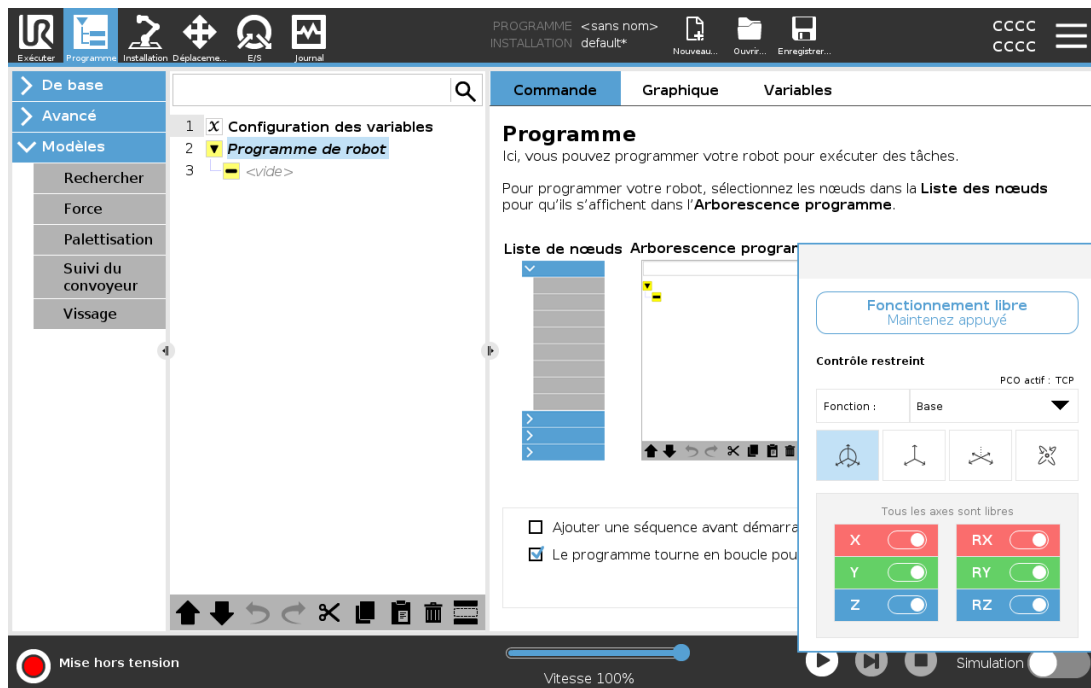 PROGRAMME <sans nom>
INSTALLATION default*
Exécuter
Programme
Installation
Déplaceme...
E/S
Journal
Nouveau...
Ouvrir...
Enregistrer...
CCCC
CCCC
De base
Avancé
Modèles
Rechercher
Force
Palettisation
Suivi du
convoyeur
Vissage
1 x Configuration des variables
2 Programme de robot
3 <vide>
Commande
Graphique
Variables
Programme
Ici, vous pouvez programmer votre robot pour exécuter des tâches.
Pour programmer votre robot, sélectionnez les nœuds dans la Liste des nœuds
pour qu'ils s'affichent dans l'Arborescence programme.
Liste de nœuds
Arborescence program
Ajouter une séquence avant démarra
Le programme tourne en boucle pou
Fonctionnement libre
Maintenez appuyé
Contrôle restreint
PCO actif : TCP
Fonction :
Base
Tous les axes sont libres
X
RX
Y
RY
Z
RZ
Mise hors tension
Vitesse 100%
Simulation